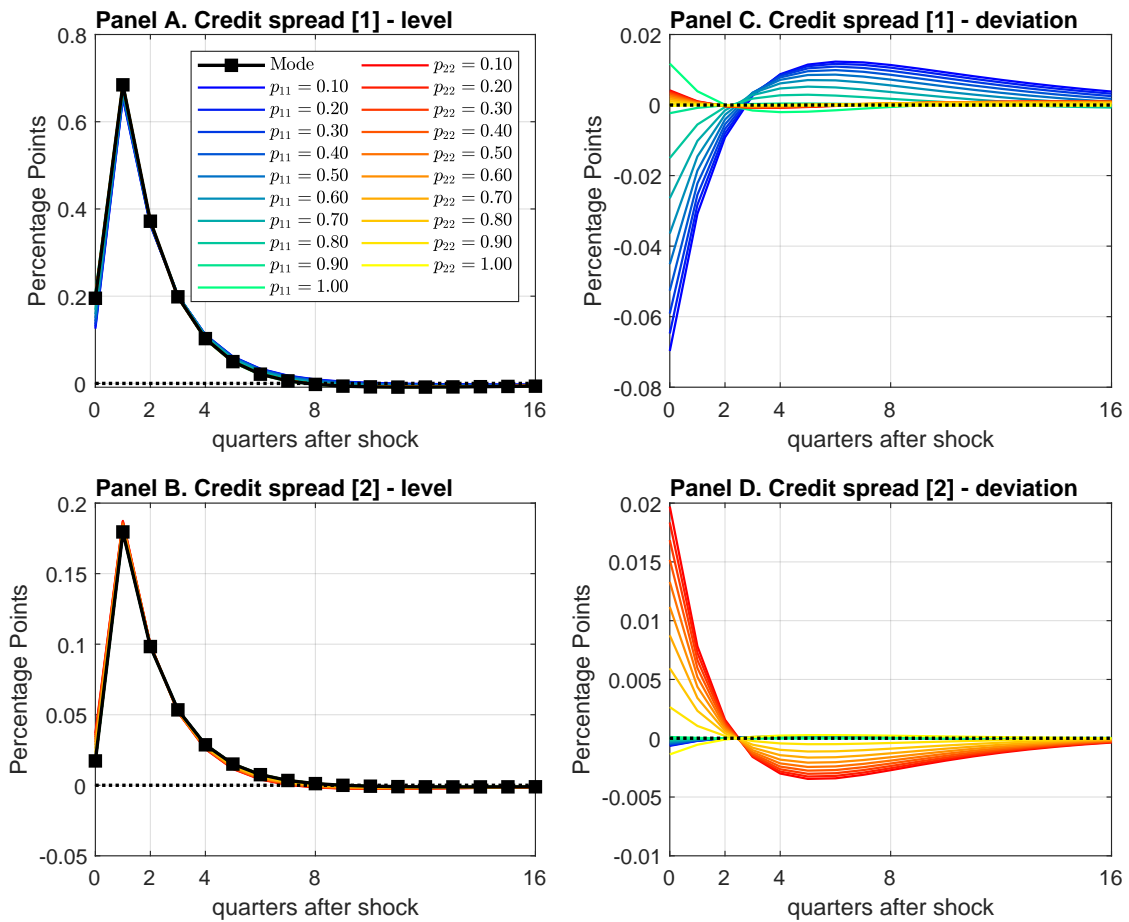 Panel A. Credit spread [1] - level
0.8
0.6
0.4
0.2
0
Percentage Points
Mode
p11 = 0.10
p11 = 0.20
p11 = 0.30
p11 = 0.40
p11 = 0.50
p11 = 0.60
p11 = 0.70
p11 = 0.80
p11 = 0.90
p11 = 1.00
p22 = 0.10
p22 = 0.20
p22 = 0.30
p22 = 0.40
p22 = 0.50
p22 = 0.60
p22 = 0.70
p22 = 0.80
p22 = 0.90
p22 = 1.00
0 2 4 8 16
quarters after shock
Panel C. Credit spread [1] - deviation
0.02
0
-0.02
-0.04
-0.06
-0.08
Percentage Points
0 2 4 8 16
quarters after shock
Panel B. Credit spread [2] - level
0.2
0.15
0.1
0.05
0
-0.05
Percentage Points
0 2 4 8 16
quarters after shock
Panel D. Credit spread [2] - deviation
0.02
0.015
0.01
0.005
0
-0.005
-0.01
Percentage Points
0 2 4 8 16
quarters after shock